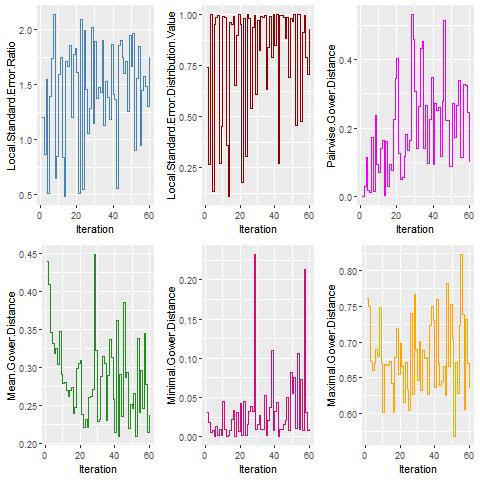 Local.Standard.Error.Ratio
2.0
1.5
1.0
0.5
0 20 40 60
Iteration
Local.Standard.Error.Distribution.Value
1.00
0.75
0.50
0.25
0 20 40 60
Iteration
Pairwise.Gower.Distance
0.4
0.2
0.0
0 20 40 60
Iteration
Mean.Gower.Distance
0.45
0.40
0.35
0.30
0.25
0.20
0 20 40 60
Iteration
Minimal.Gower.Distance
0.20
0.15
0.10
0.05
0.00
0 20 40 60
Iteration
Maximal.Gower.Distance
0.80
0.75
0.70
0.65
0.60
0 20 40 60
Iteration